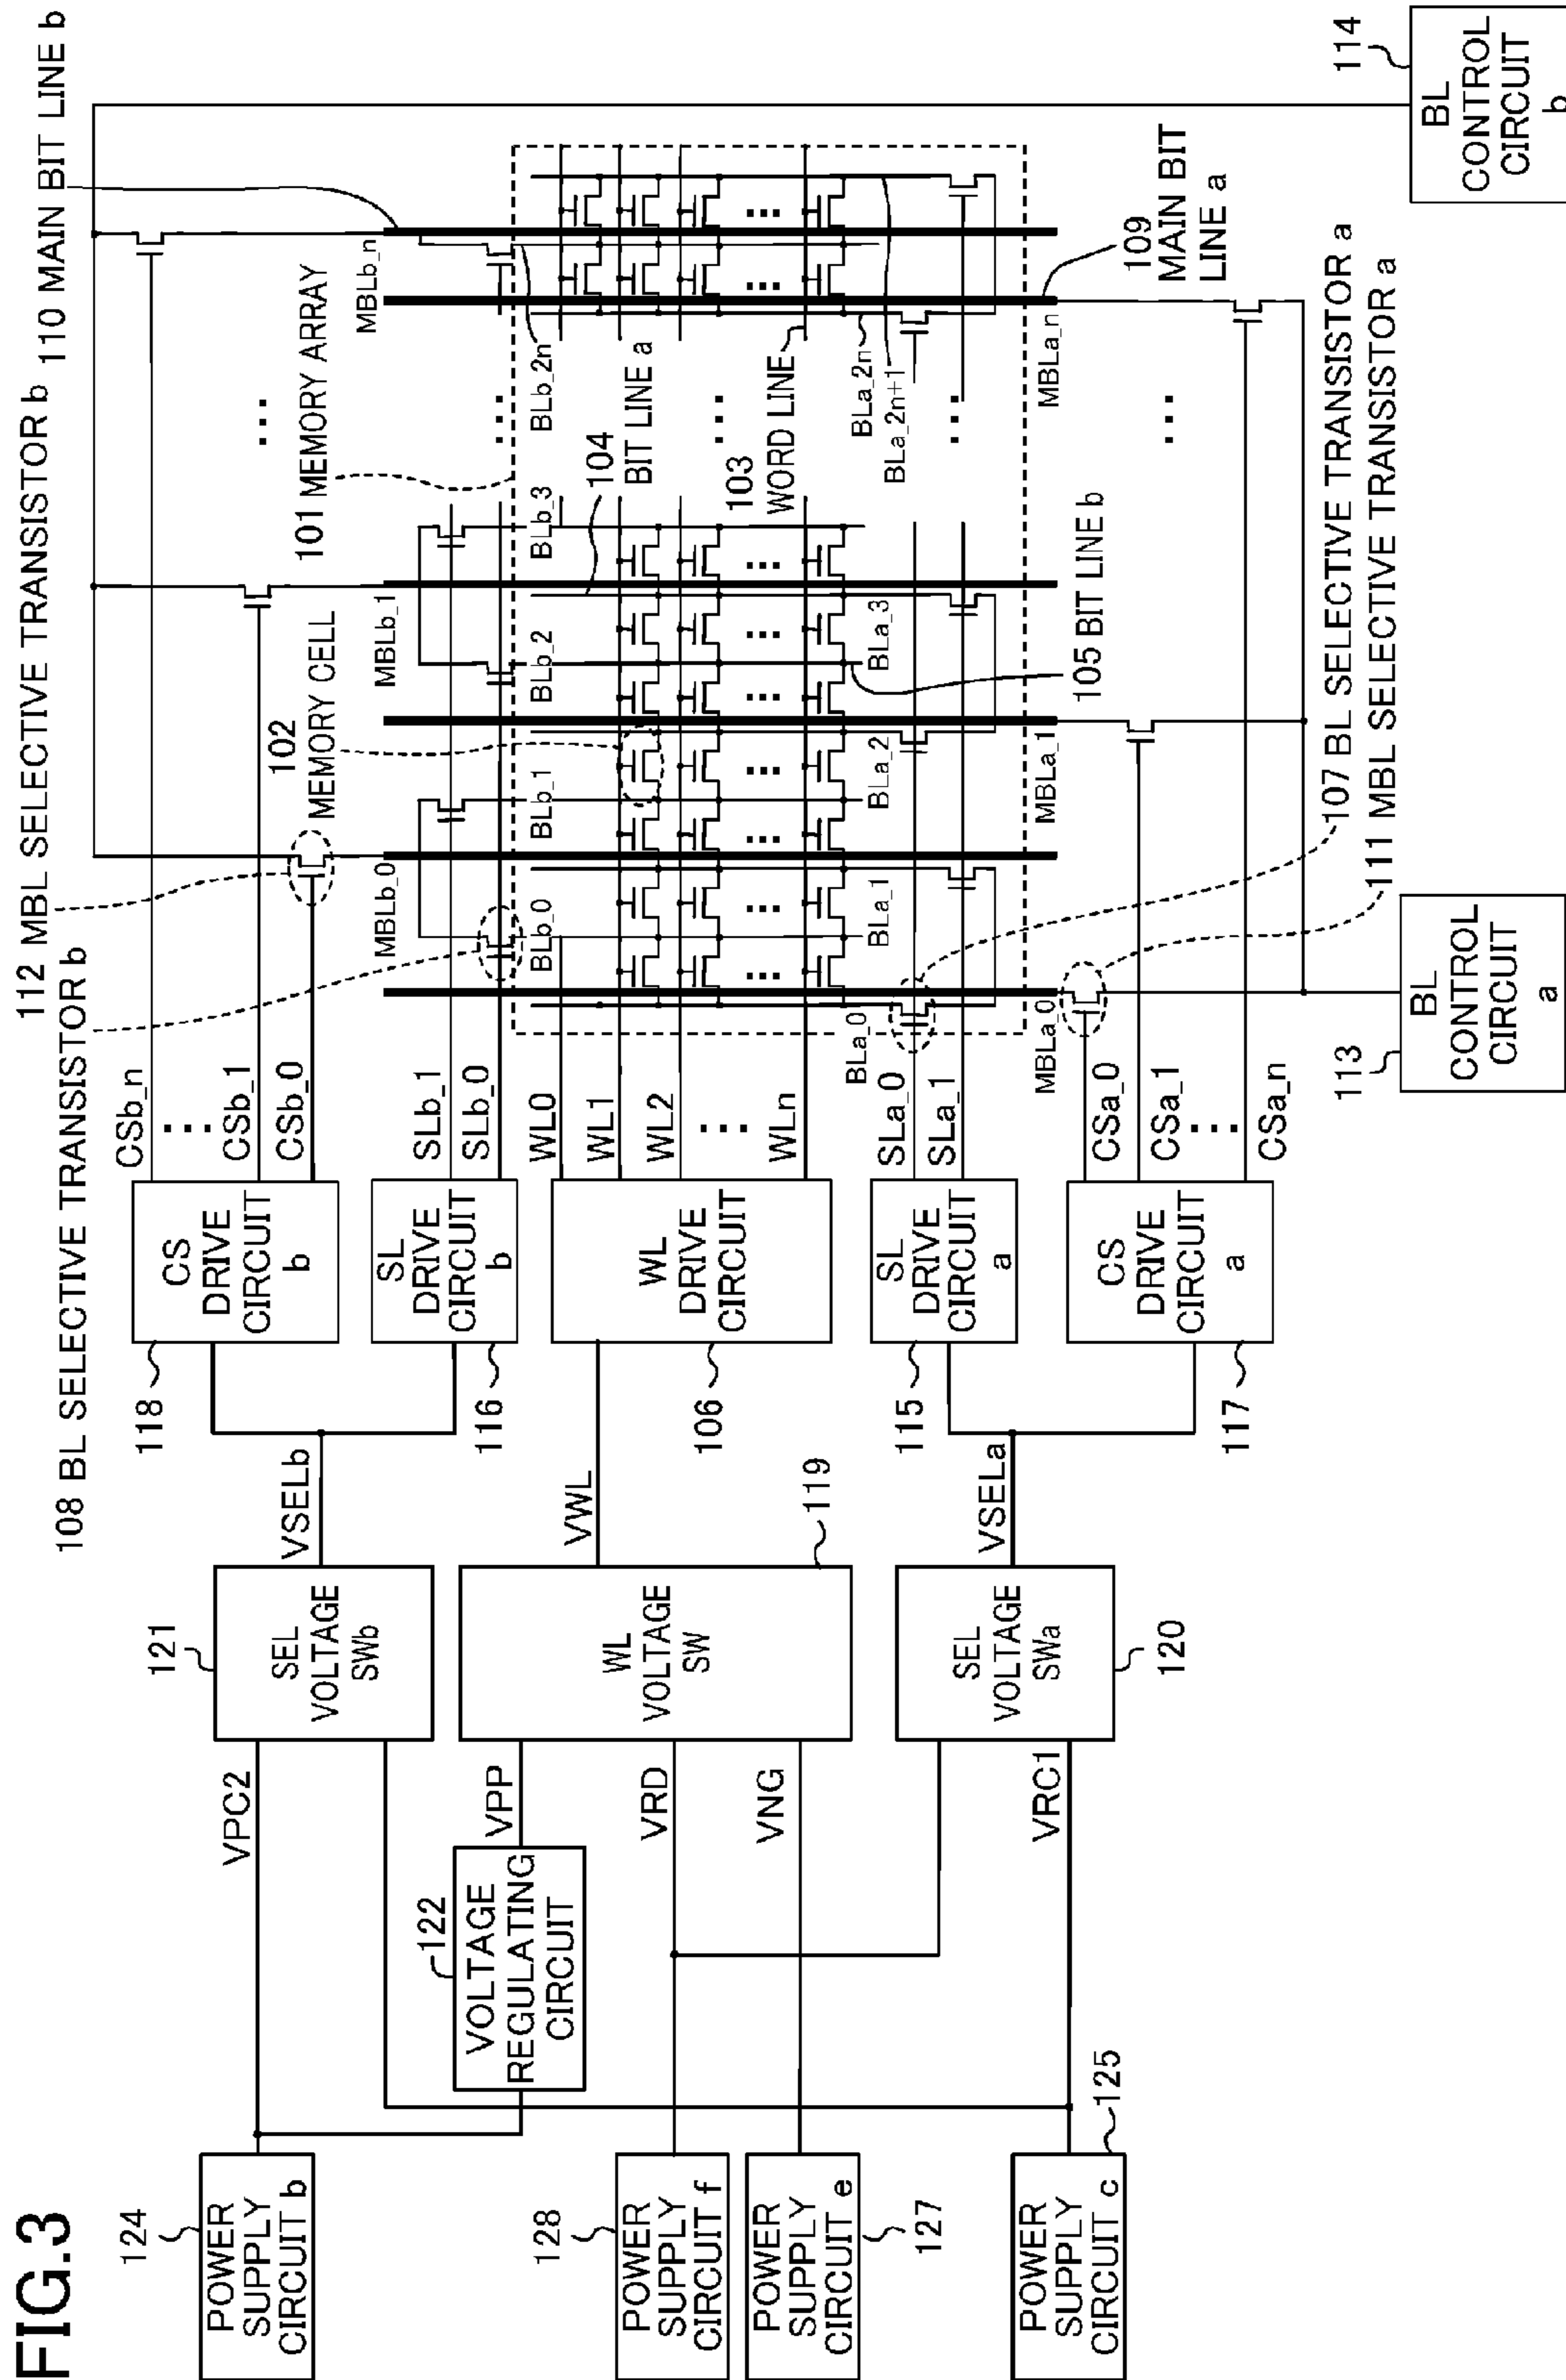 FIG.3
124
POWER
SUPPLY
CIRCUIT b
128
POWER
SUPPLY
CIRCUIT f
POWER
SUPPLY
CIRCUIT e
127
POWER
SUPPLY
CIRCUIT c
125
VPC2
122
VOLTAGE
REGULATING
CIRCUIT
VPP
VRD
VNG
VRC1
121
SEL
VOLTAGE
SWb
WL
VOLTAGE
SW
119
SEL
VOLTAGE
SWa
120
VSELb
VWL
VSELa
118
CS
DRIVE
CIRCUIT
b
116
SL
DRIVE
CIRCUIT
b
106
WL
DRIVE
CIRCUIT
115
SL
DRIVE
CIRCUIT
a
117
CS
DRIVE
CIRCUIT
a
CSb_n
...
CSb_1
CSb_0
SLb_1
SLb_0
WL0
WL1
WL2
...
WLn
SLa_0
SLa_1
CSa_0
CSa_1
...
CSa_n
108 BL SELECTIVE TRANSISTOR b
112 MBL SELECTIVE TRANSISTOR b
101 MEMORY ARRAY
110 MAIN BIT LINE b
102
MEMORY CELL
MBLb_0
MBLb_1
MBLb_n
BLb_0
BLb_1
BLb_2
BLb_3
BLb_2n
104
BIT LINE a
103
WORD LINE
BLa_0
BLa_1
BLa_2
BLa_3
BLa_2n
BLa_2n+1
105 BIT LINE b
MBLa_0
MBLa_1
MBLa_n
109
MAIN BIT
LINE a
107 BL SELECTIVE TRANSISTOR a
111 MBL SELECTIVE TRANSISTOR a
113
BL
CONTROL
CIRCUIT
a
114
BL
CONTROL
CIRCUIT
b